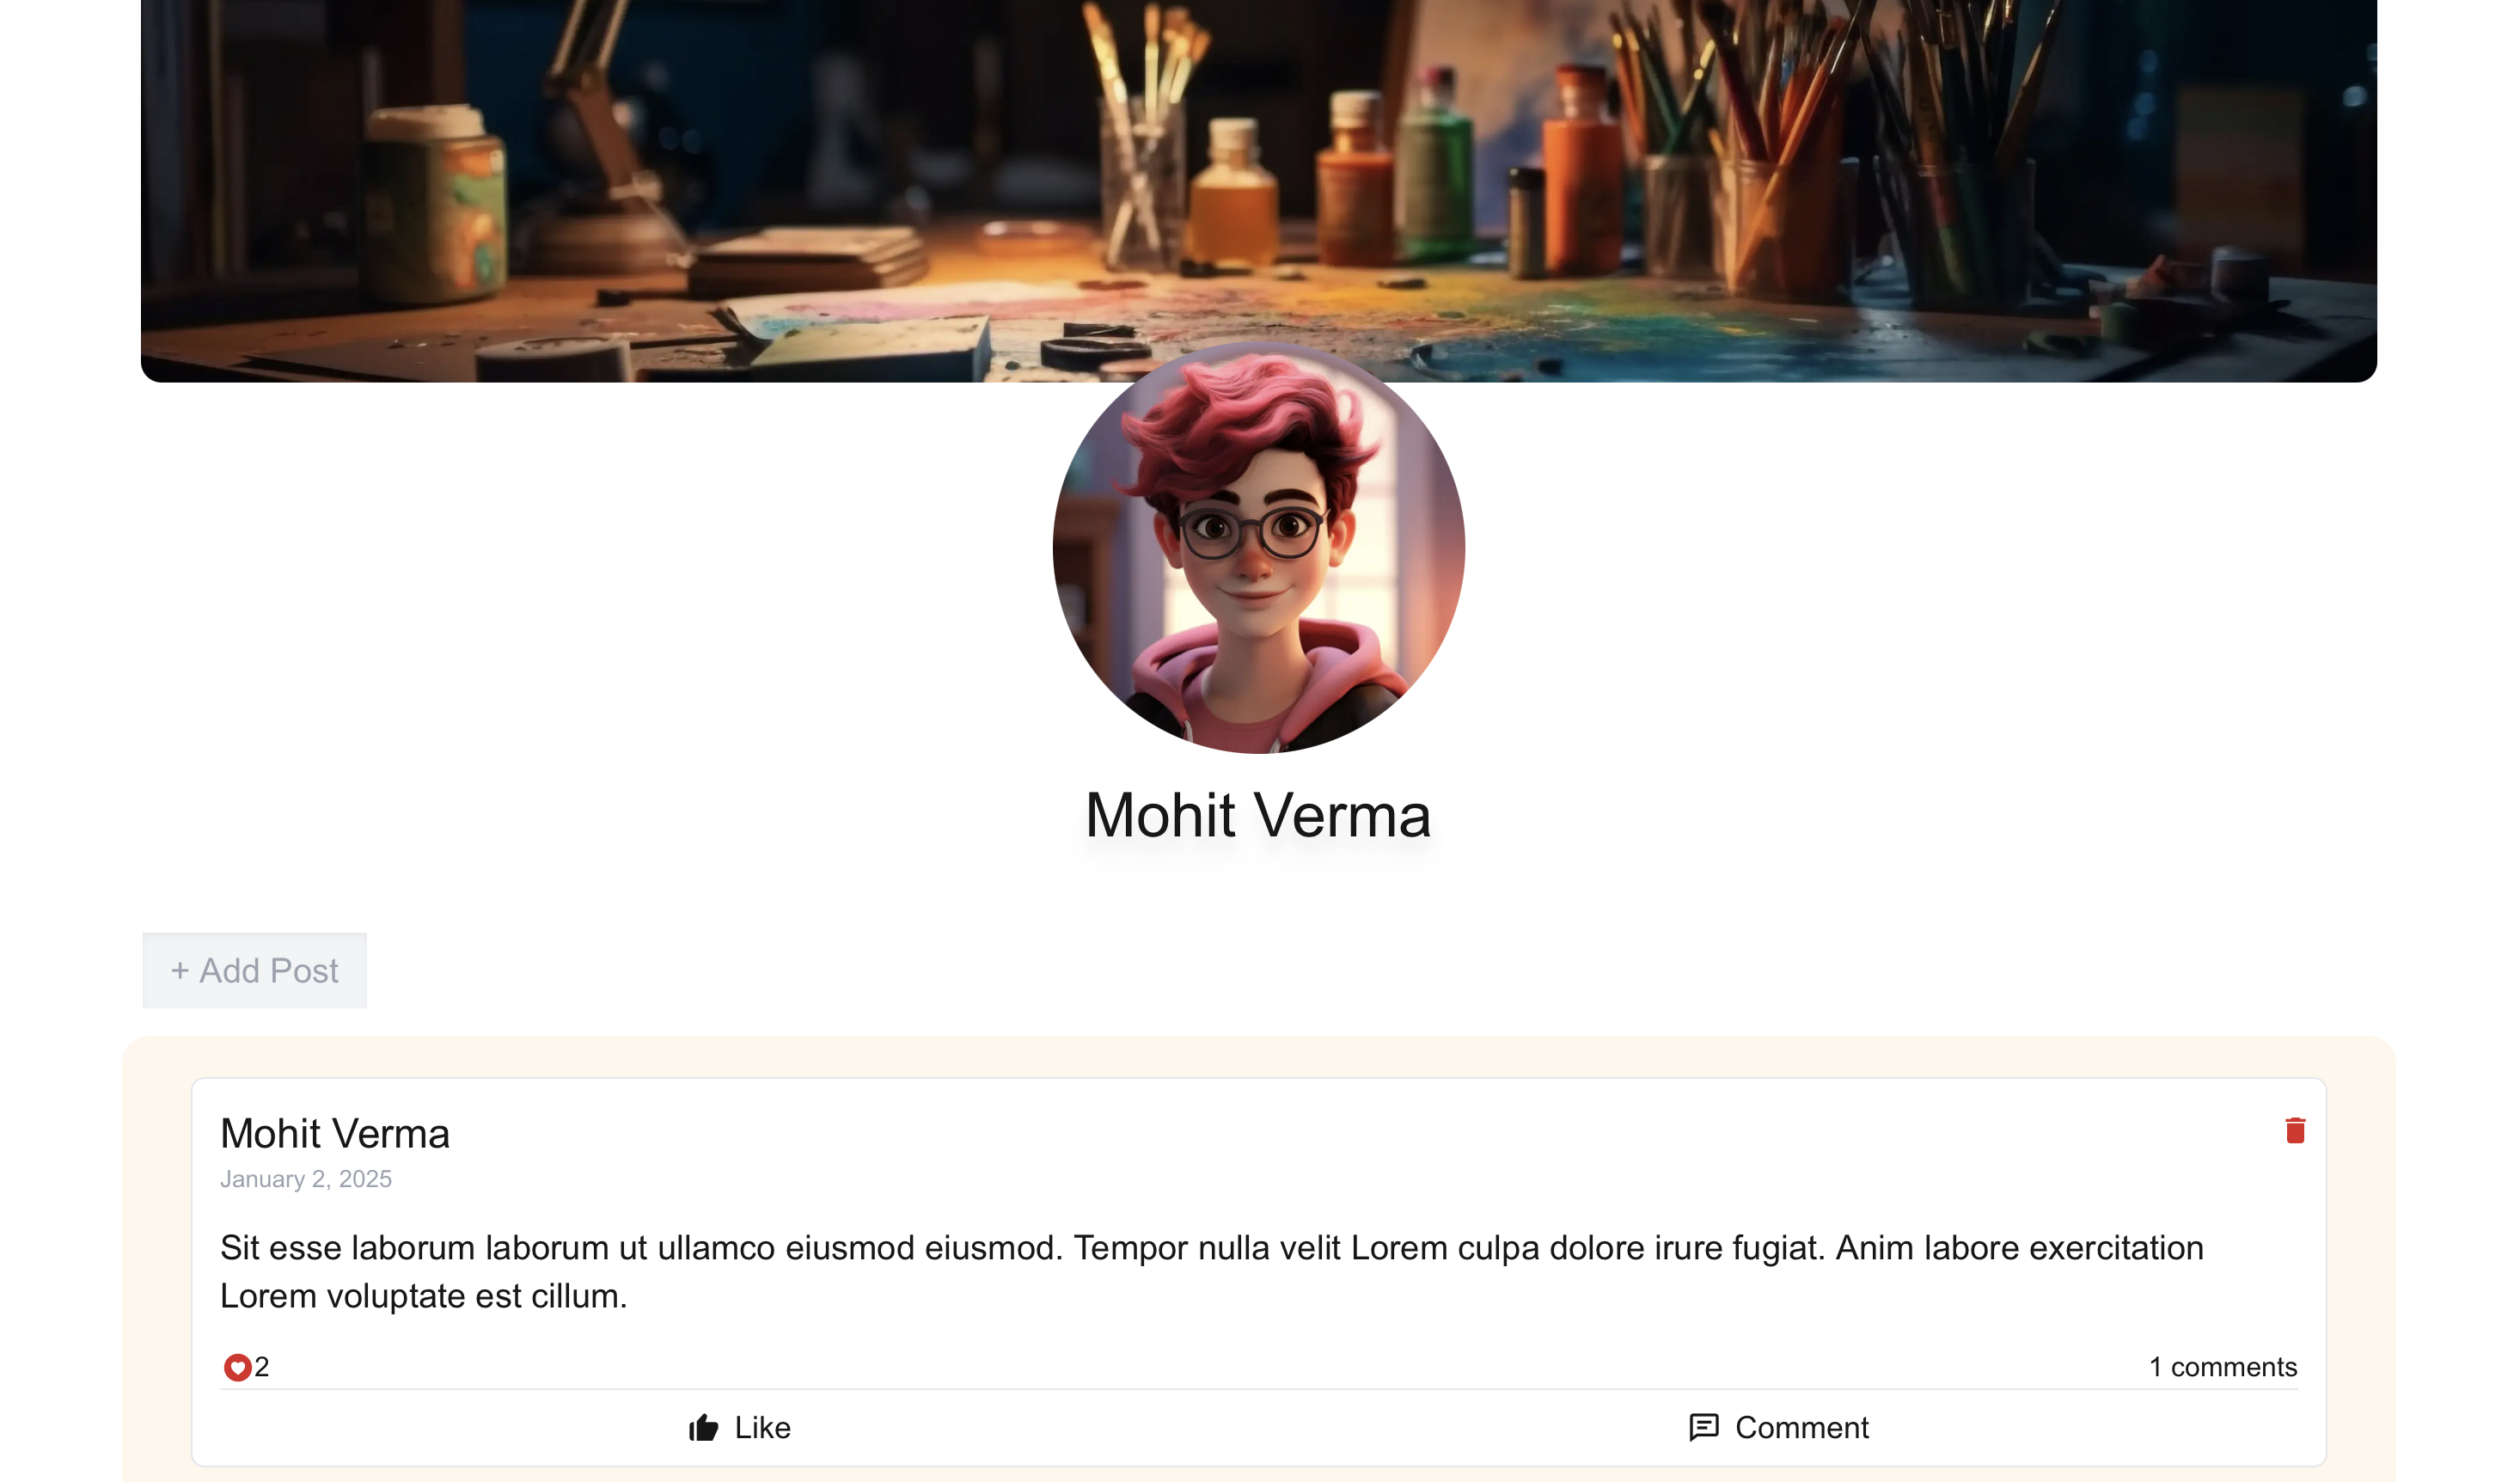 Mohit Verma
+ Add Post
Mohit Verma
January 2, 2025
Sit esse laborum laborum ut ullamco eiusmod eiusmod. Tempor nulla velit Lorem culpa dolore irure fugiat. Anim labore exercitation
Lorem voluptate est cillum.
2
1 comments
Like
Comment